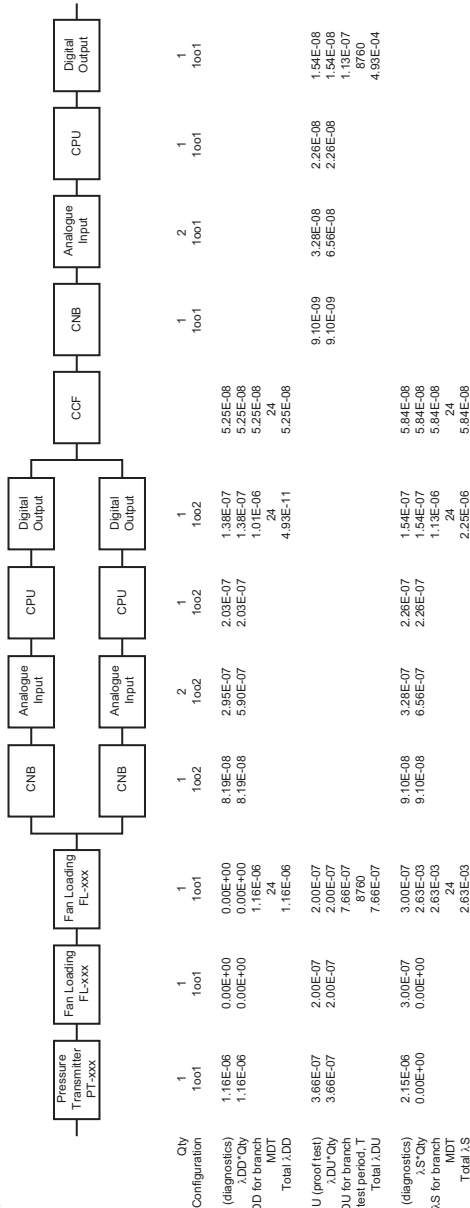 Pressure Transmitter PT-xxx
Fan Loading FL-xxx
Fan Loading FL-xxx
CNB
Analogue Input
CPU
Digital Output
CNB
Analogue Input
CPU
Digital Output
CCF
CNB
Analogue Input
CPU
Digital Output
Qty 1 1 1 1 2 1 1 1 2 1 1
Configuration 1oo1 1oo1 1oo1 1oo2 1oo2 1oo2 1oo2 1oo1 1oo1 1oo1 1oo1
(diagnostics) 1.16E-06 0.00E+00 0.00E+00 8.19E-08 2.95E-07 2.03E-07 1.38E-07 5.25E-08
λDD*Qty 1.16E-06 0.00E+00 0.00E+00 8.19E-08 5.90E-07 2.03E-07 1.38E-07 5.25E-08
DD for branch 1.16E-06 1.01E-06 5.25E-08
MDT 24 24 24
Total λDD 1.16E-06 4.93E-11 5.25E-08
U (proof test) 3.66E-07 2.00E-07 2.00E-07 9.10E-09 3.28E-08 2.26E-08 1.54E-08
λDU*Qty 3.66E-07 2.00E-07 2.00E-07 9.10E-09 6.56E-08 2.26E-08 1.54E-08
DU for branch 7.66E-07 1.13E-07
test period, T 8760 8760
Total λDU 7.66E-07 4.93E-04
(diagnostics) 2.15E-06 3.00E-07 3.00E-07 9.10E-08 3.28E-07 2.26E-07 1.54E-07 5.84E-08
λS*Qty 0.00E+00 0.00E+00 2.63E-03 9.10E-08 6.56E-07 2.26E-07 1.54E-07 5.84E-08
λS for branch 2.63E-03 1.13E-06 5.84E-08
MDT 24 24 24
Total λS 2.63E-03 2.25E-06 5.84E-08